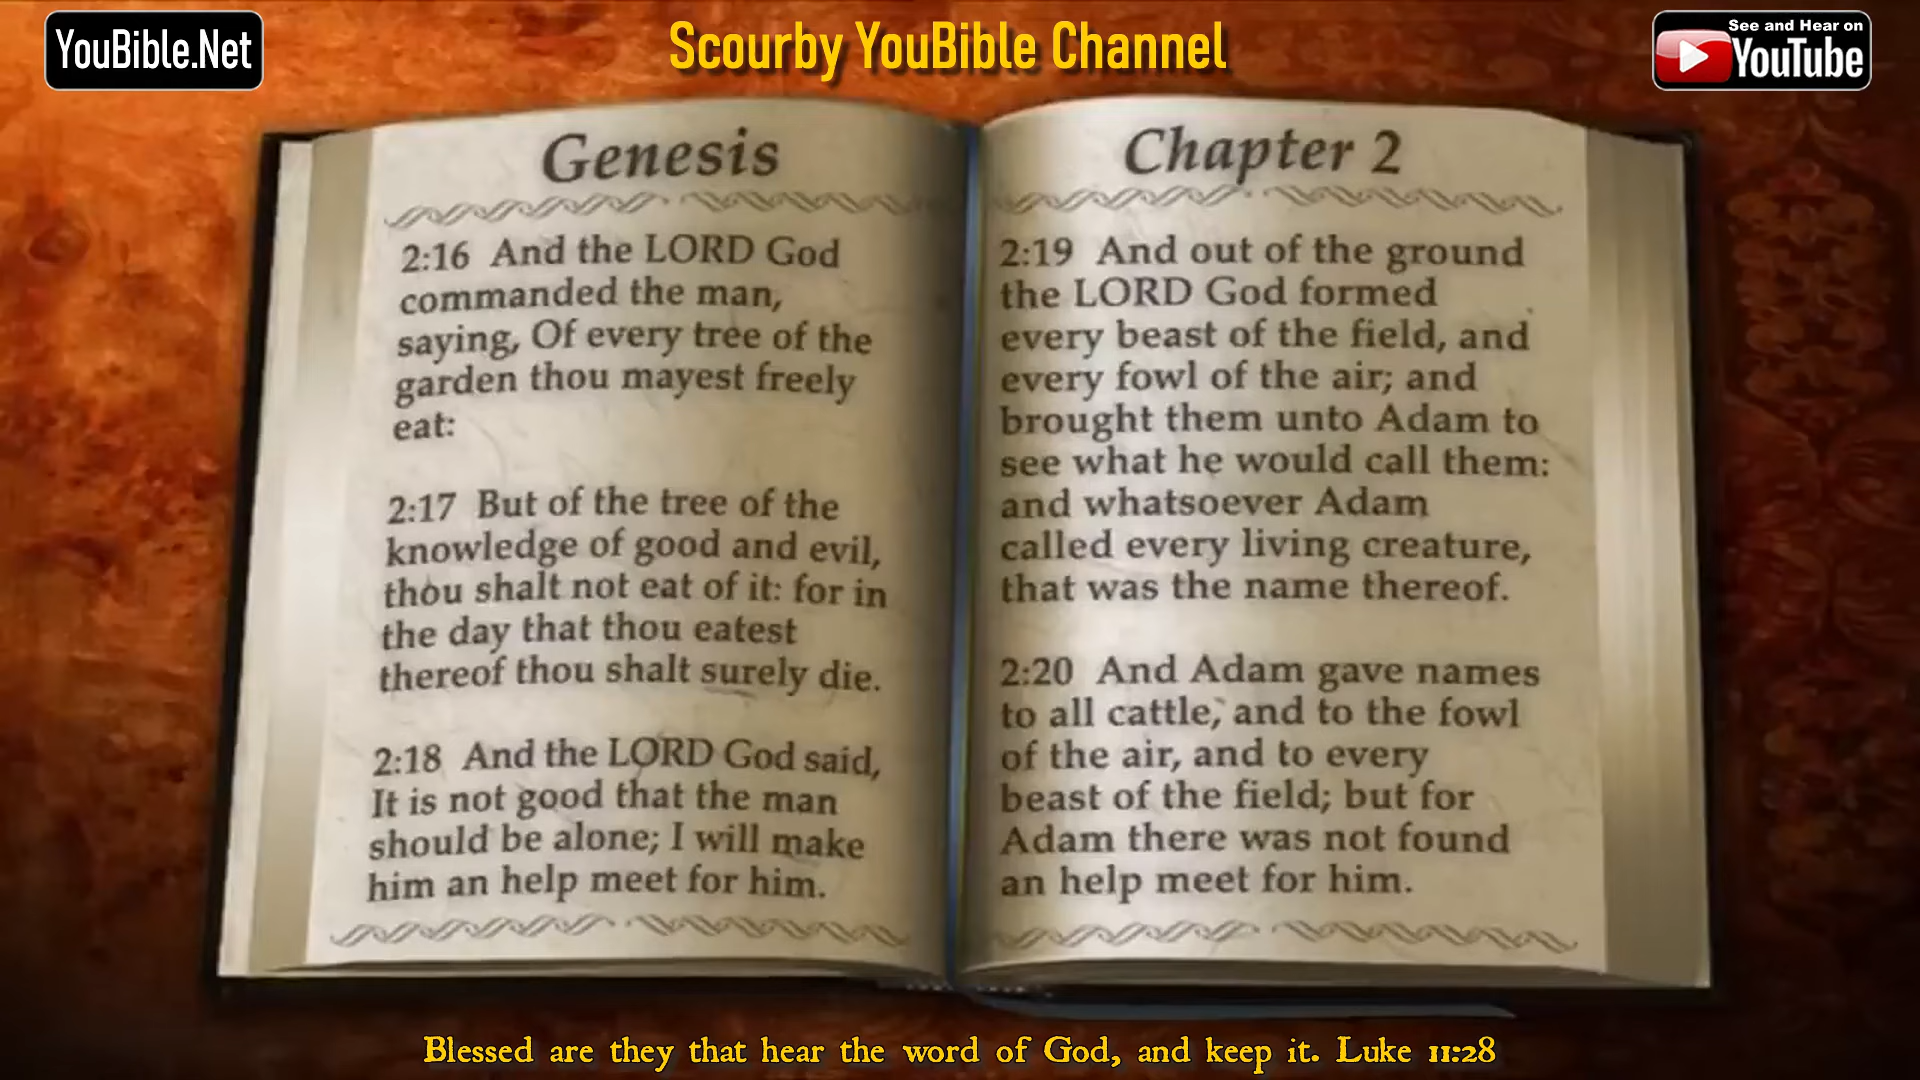 YouBible.Net
Scourby YouBible Channel
See and Hear on
YouTube
Genesis
2:16 And the LORD God
commanded the man,
saying, Of every tree of the
garden thou mayest freely
eat:
2:17 But of the tree of the
knowledge of good and evil,
thou shalt not eat of it: for in
the day that thou eatest
thereof thou shalt surely die.
2:18 And the LORD God said,
It is not good that the man
should be alone; I will make
him an help meet for him.
Chapter 2
2:19 And out of the ground
the LORD God formed
every beast of the field, and
every fowl of the air; and
brought them unto Adam to
see what he would call them:
and whatsoever Adam
called every living creature,
that was the name thereof.
2:20 And Adam gave names
to all cattle, and to the fowl
of the air, and to every
beast of the field; but for
Adam there was not found
an help meet for him.
Blessed are they that hear the word of God, and keep it. Luke 11:28